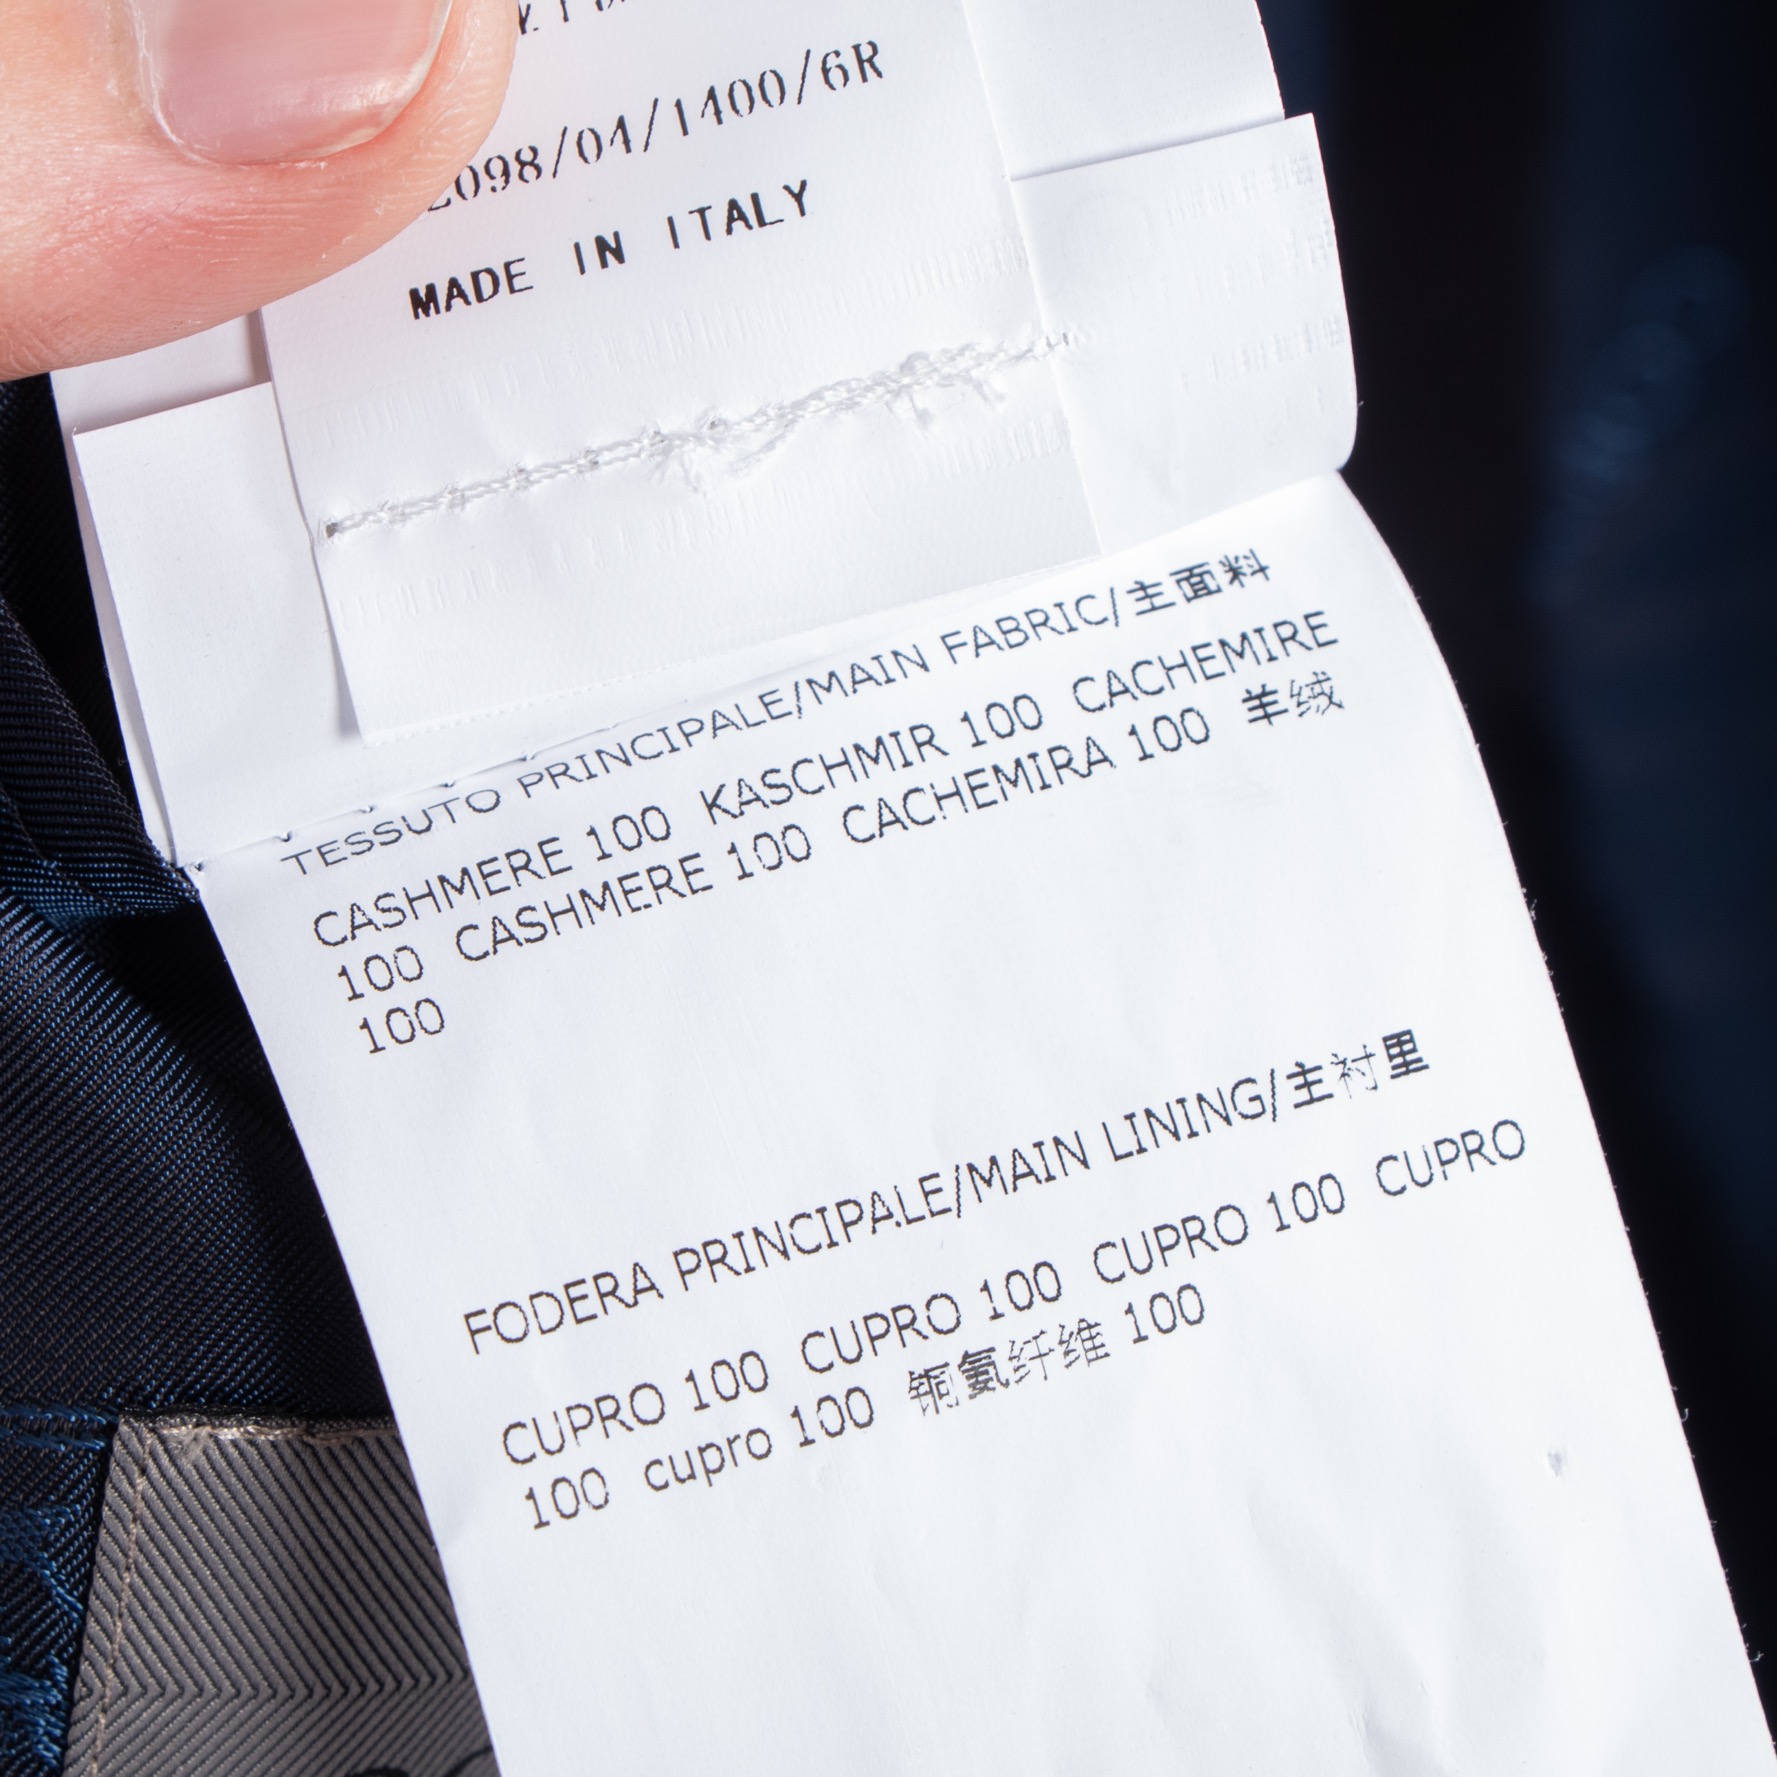 098/04/1400/6R
MADE IN ITALY
TESSUTO PRINCIPALE/MAIN FABRIC/主面料
CASHMERE 100 KASCHMIR 100 CACHEMIRE
100 CASHMERE 100 CACHEMIRA 100 羊绒
100
FODERA PRINCIPALE/MAIN LINING/主衬里
CUPRO 100 CUPRO 100 CUPRO 100 CUPRO
100 cupro 100 铜氨纤维 100